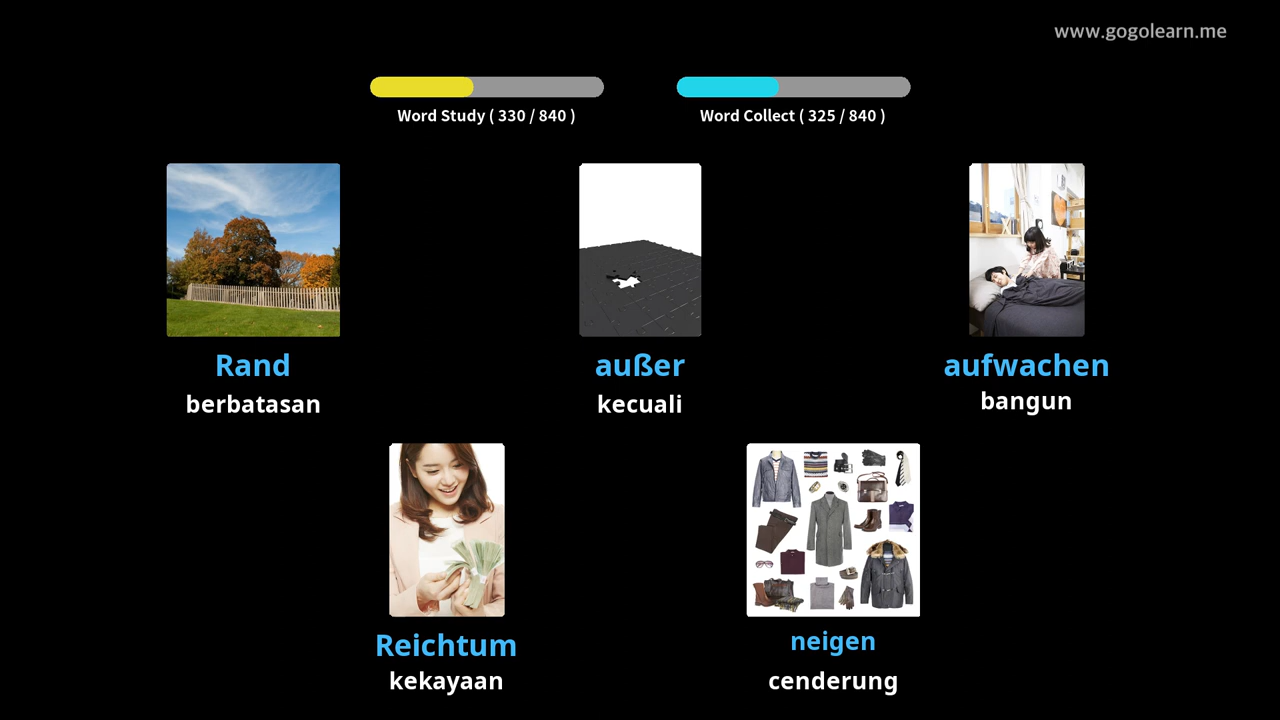 www.gogolearn.me
Word Study ( 330 / 840 )
Word Collect ( 325 / 840 )
Rand
berbatasan
außer
kecuali
aufwachen
bangun
Reichtum
kekayaan
neigen
cenderung